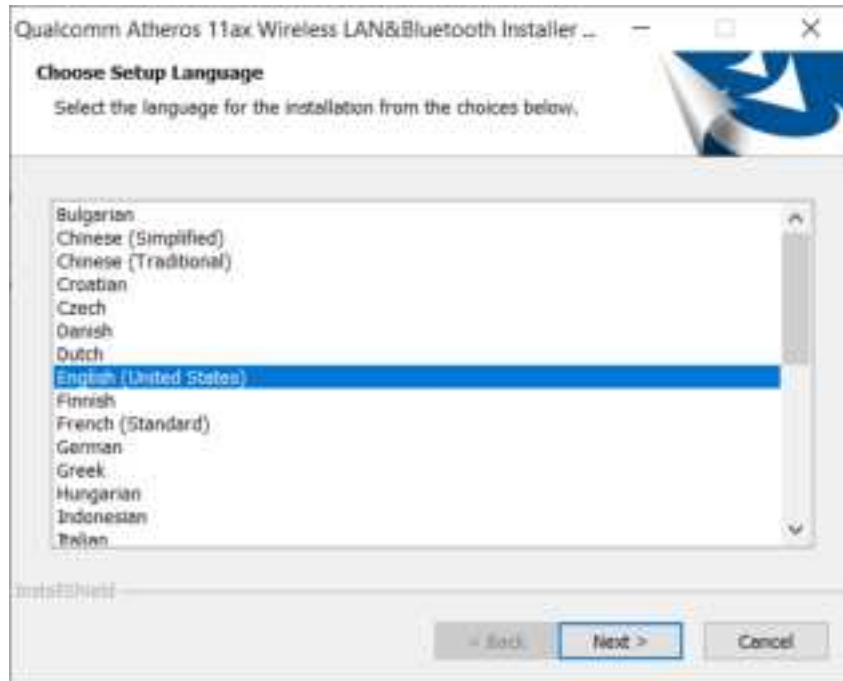 Qualcomm Atheros 11ax Wireless LAN&Bluetooth Installer ...
Choose Setup Language
Select the language for the installation from the choices below.
Bulgarian
Chinese (Simplified)
Chinese (Traditional)
Croatian
Czech
Danish
Dutch
English (United States)
Finnish
French (Standard)
German
Greek
Hungarian
Indonesian
Italian
InstallShield
< Back Next > Cancel